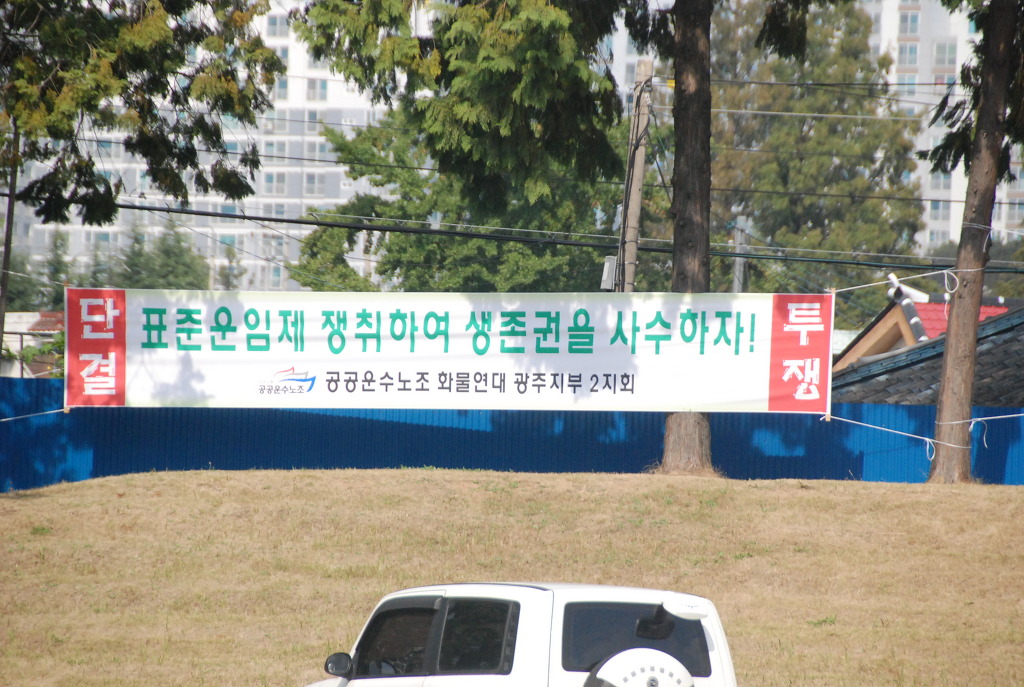 단결
표준운임제 쟁취하여 생존권을 사수하자!
공공운수노조 공공운수노조 화물연대 광주지부 2지회
투쟁